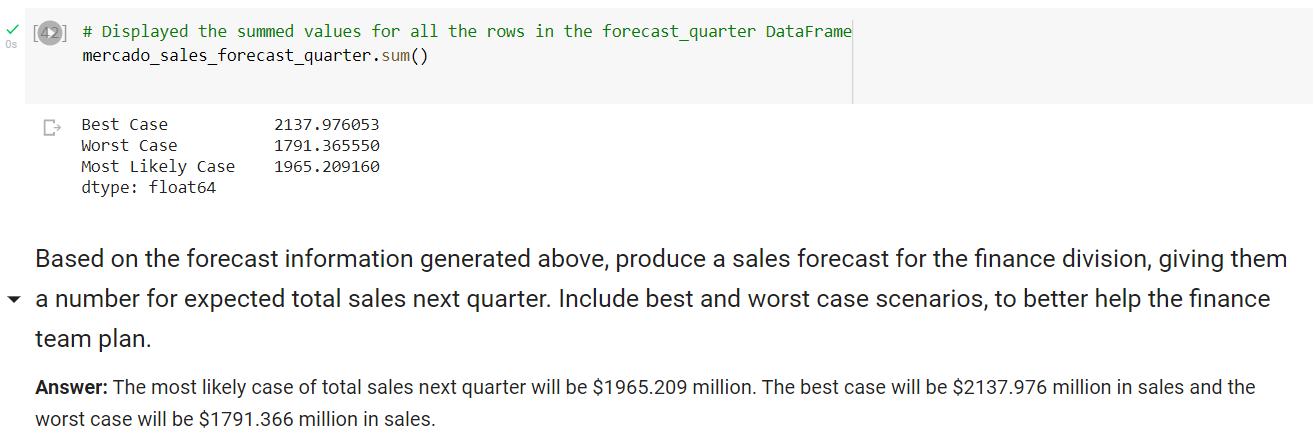 [42] # Displayed the summed values for all the rows in the forecast_quarter DataFrame
0s mercado_sales_forecast_quarter.sum()
Best Case 2137.976053
Worst Case 1791.365550
Most Likely Case 1965.209160
dtype: float64
Based on the forecast information generated above, produce a sales forecast for the finance division, giving them
a number for expected total sales next quarter. Include best and worst case scenarios, to better help the finance
team plan.
Answer: The most likely case of total sales next quarter will be $1965.209 million. The best case will be $2137.976 million in sales and the
worst case will be $1791.366 million in sales.